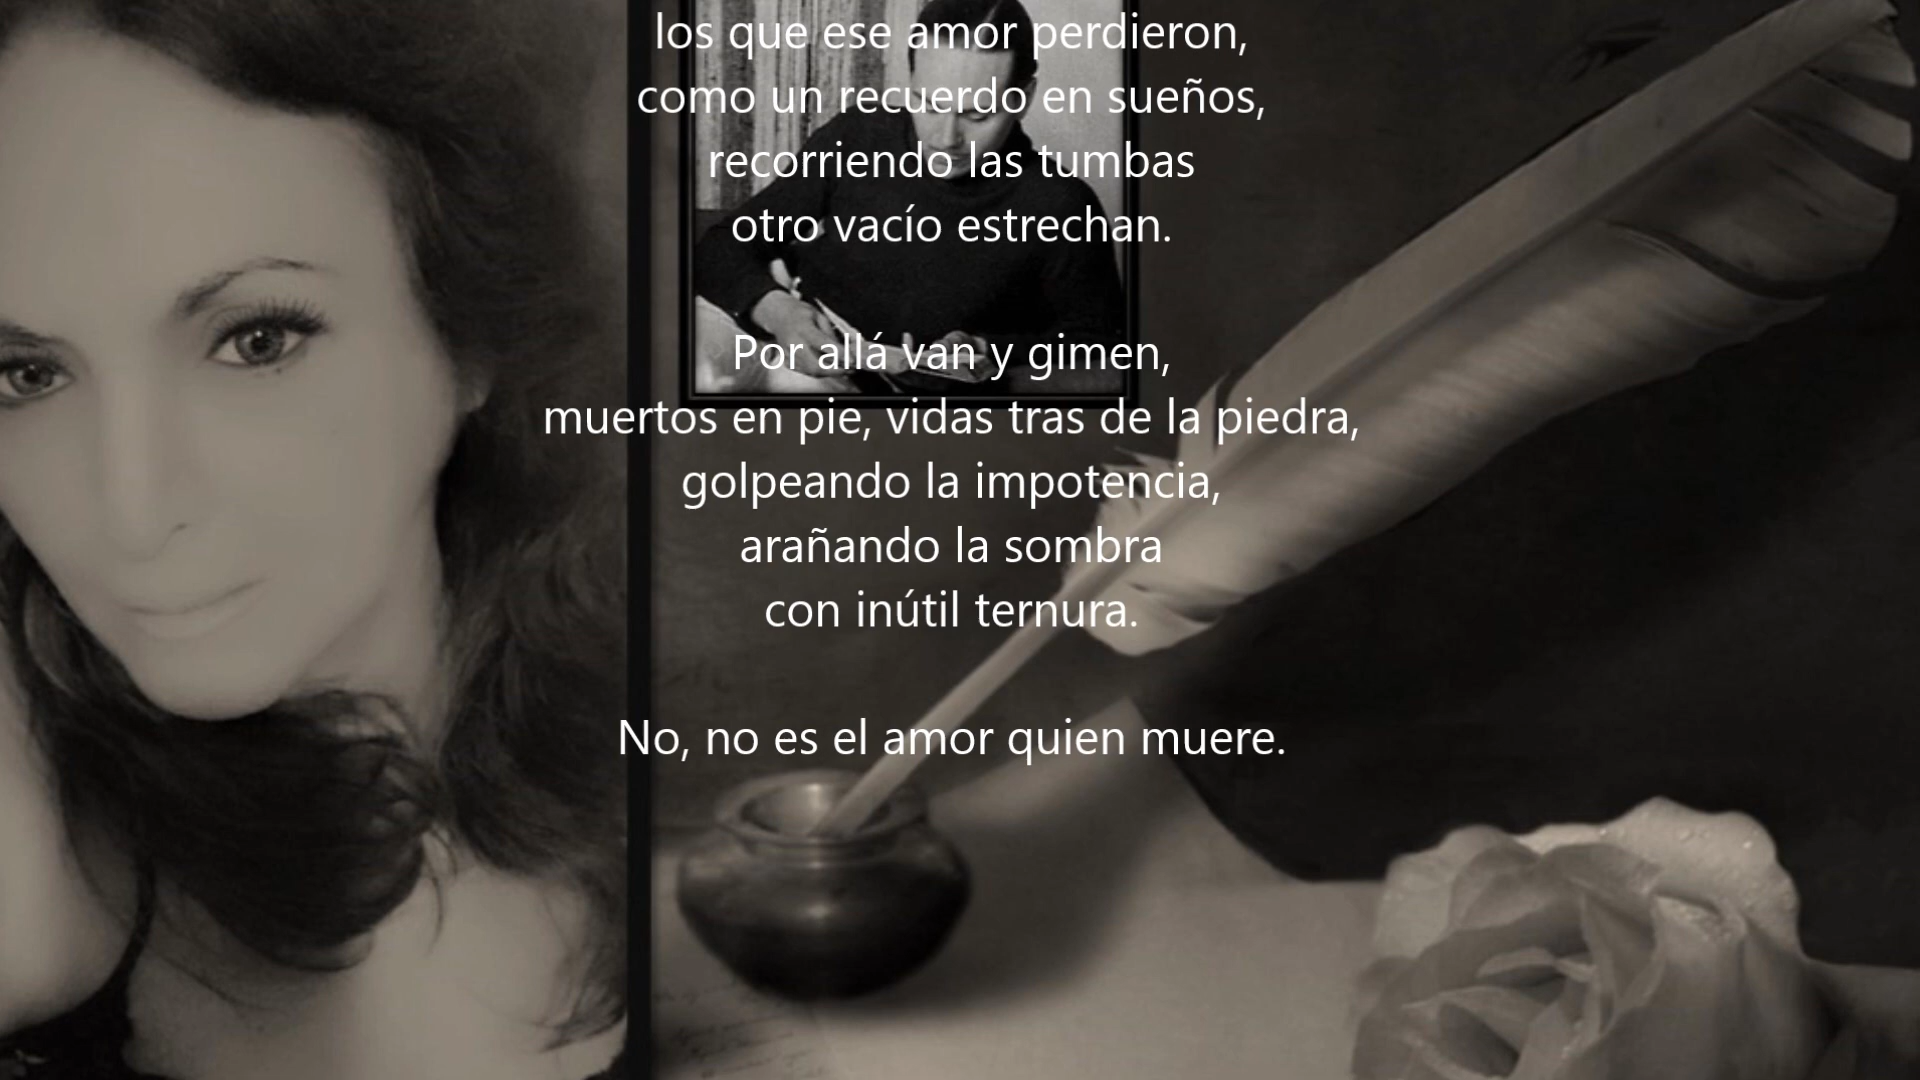 los que ese amor perdieron,
como un recuerdo en sueños,
recorriendo las tumbas
otro vacío estrechan.
Por allá van y gimen,
muertos en pie, vidas tras de la piedra,
golpeando la impotencia,
arañando la sombra
con inútil ternura.
No, no es el amor quien muere.